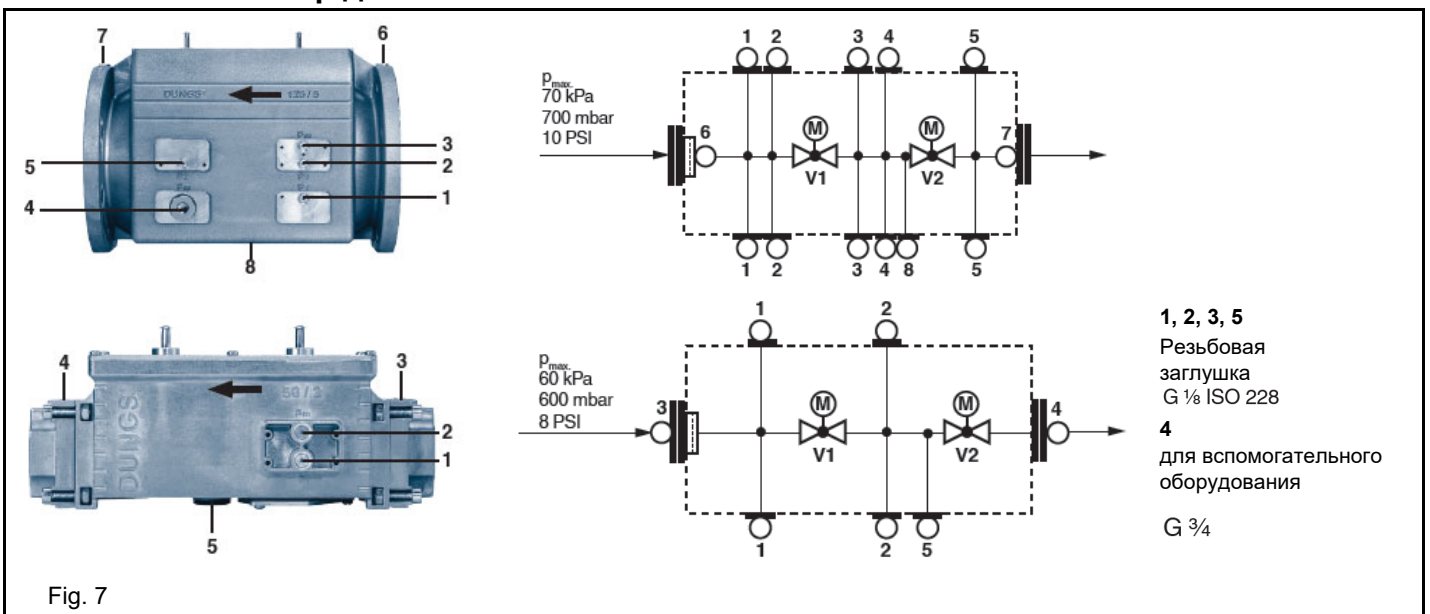 7
6
DUNGS
125 / 5
3
2
5
1
4
8
1 2 3 4 5
pmax.
70 kPa
700 mbar
10 PSI
6
M
M
7
V1
V2
1 2 3 4 8 5
4
3
50 / 2
DUNGS
2
1
5
1
2
pmax.
60 kPa
600 mbar
8 PSI
3
M
M
4
V1
V2
1
2
5
1, 2, 3, 5
Резьбовая
заглушка
G ⅛ ISO 228
4
для вспомогательного
оборудования
G ¾
Fig. 7